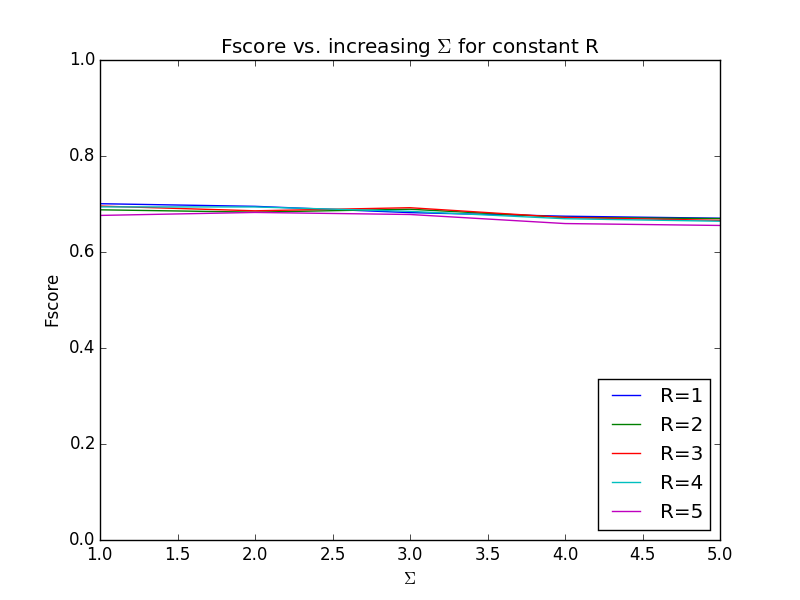 Fscore vs. increasing Σ for constant R
1.0
0.8
0.6
0.4
0.2
0.0
Fscore
1.0 1.5 2.0 2.5 3.0 3.5 4.0 4.5 5.0
Σ
R=1
R=2
R=3
R=4
R=5